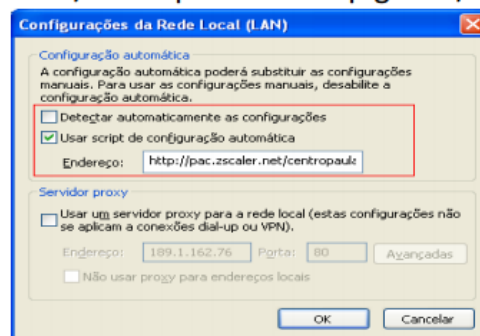 Configurações da Rede Local (LAN)
Configuração automática
A configuração automática poderá substituir as configurações
manuais. Para usar as configurações manuais, desabilite a
configuração automática.
Detectar automaticamente as configurações
Usar script de configuração automática
Endereço: http://pac.zscaler.net/centropaula
Servidor proxy
Usar um servidor proxy para a rede local (estas configurações não
se aplicam a conexões dial-up ou VPN).
Endereço: 189.1.162.76 Porta: 80 Avançadas
Não usar proxy para endereços locais
OK Cancelar